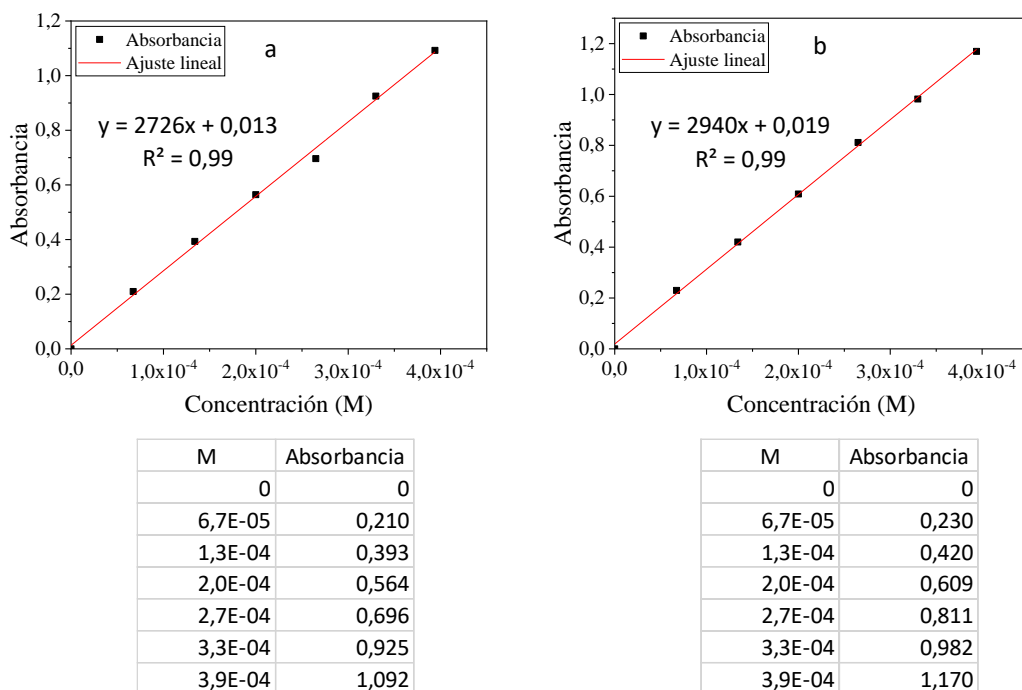 Absorbancia
Ajuste lineal
a
y = 2726x + 0,013
R² = 0,99
Absorbancia
1,2
1,0
0,8
0,6
0,4
0,2
0,0
0,0
1,0x10⁻⁴
2,0x10⁻⁴
3,0x10⁻⁴
4,0x10⁻⁴
Concentración (M)
M Absorbancia
0 0
6,7E-05 0,210
1,3E-04 0,393
2,0E-04 0,564
2,7E-04 0,696
3,3E-04 0,925
3,9E-04 1,092
Absorbancia
Ajuste lineal
b
y = 2940x + 0,019
R² = 0,99
Absorbancia
1,2
1,0
0,8
0,6
0,4
0,2
0,0
0,0
1,0x10⁻⁴
2,0x10⁻⁴
3,0x10⁻⁴
4,0x10⁻⁴
Concentración (M)
M Absorbancia
0 0
6,7E-05 0,230
1,3E-04 0,420
2,0E-04 0,609
2,7E-04 0,811
3,3E-04 0,982
3,9E-04 1,170